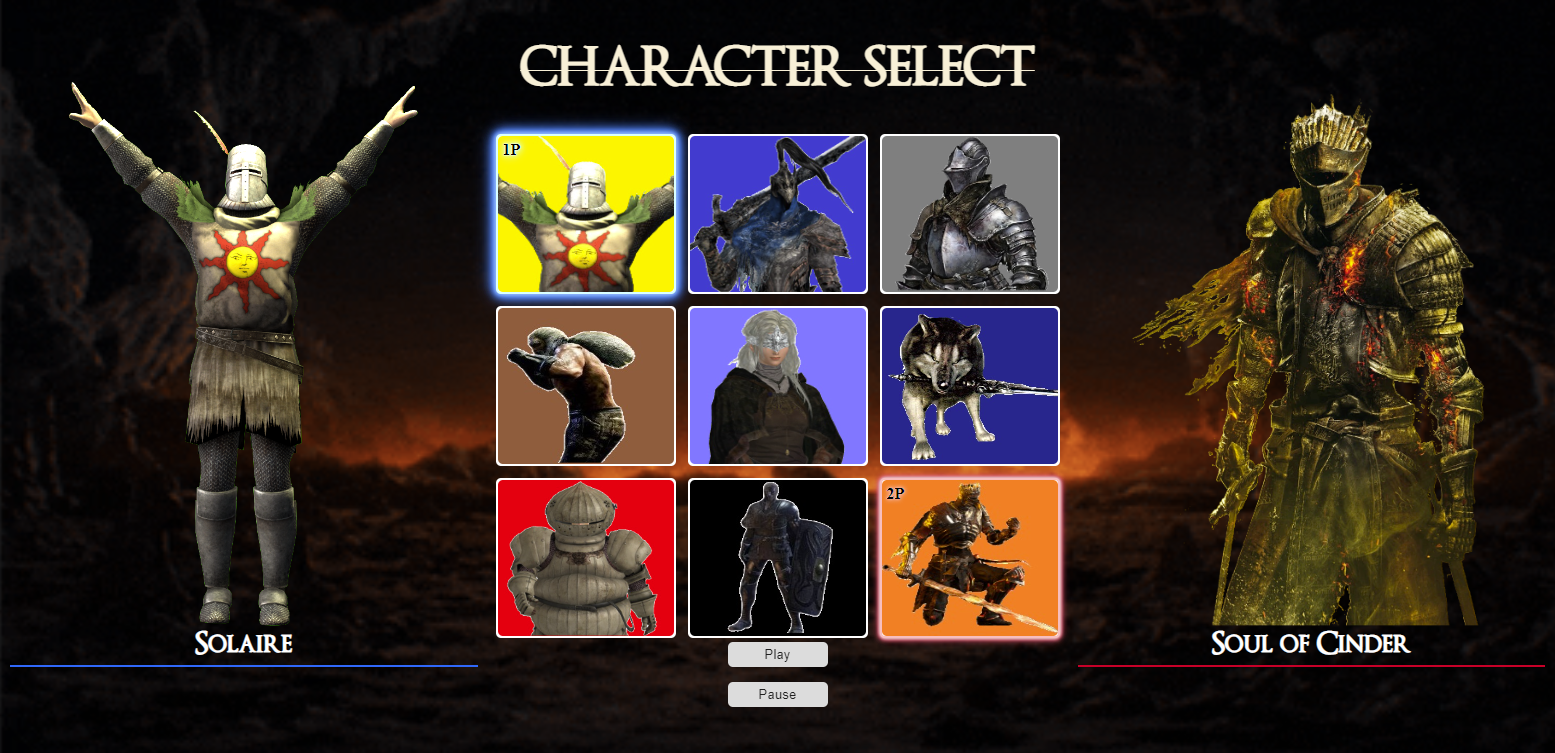 CHARACTER SELECT
1P
2P
Solaire
Soul of Cinder
Play
Pause